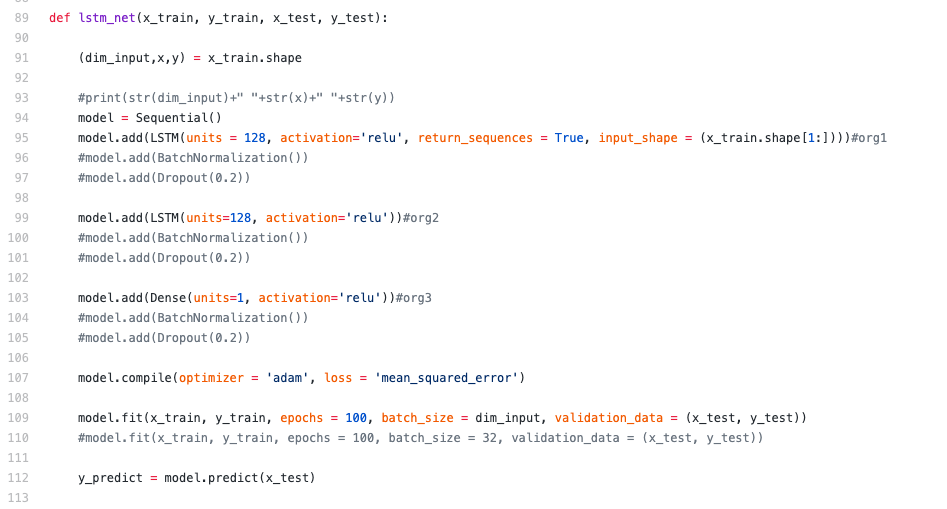 89 def lstm_net(x_train, y_train, x_test, y_test):
90
91     (dim_input,x,y) = x_train.shape
92
93     #print(str(dim_input)+" "+str(x)+" "+str(y))
94     model = Sequential()
95     model.add(LSTM(units = 128, activation='relu', return_sequences = True, input_shape = (x_train.shape[1:])))#org1
96     #model.add(BatchNormalization())
97     #model.add(Dropout(0.2))
98
99     model.add(LSTM(units=128, activation='relu'))#org2
100     #model.add(BatchNormalization())
101     #model.add(Dropout(0.2))
102
103     model.add(Dense(units=1, activation='relu'))#org3
104     #model.add(BatchNormalization())
105     #model.add(Dropout(0.2))
106
107     model.compile(optimizer = 'adam', loss = 'mean_squared_error')
108
109     model.fit(x_train, y_train, epochs = 100, batch_size = dim_input, validation_data = (x_test, y_test))
110     #model.fit(x_train, y_train, epochs = 100, batch_size = 32, validation_data = (x_test, y_test))
111
112     y_predict = model.predict(x_test)
113